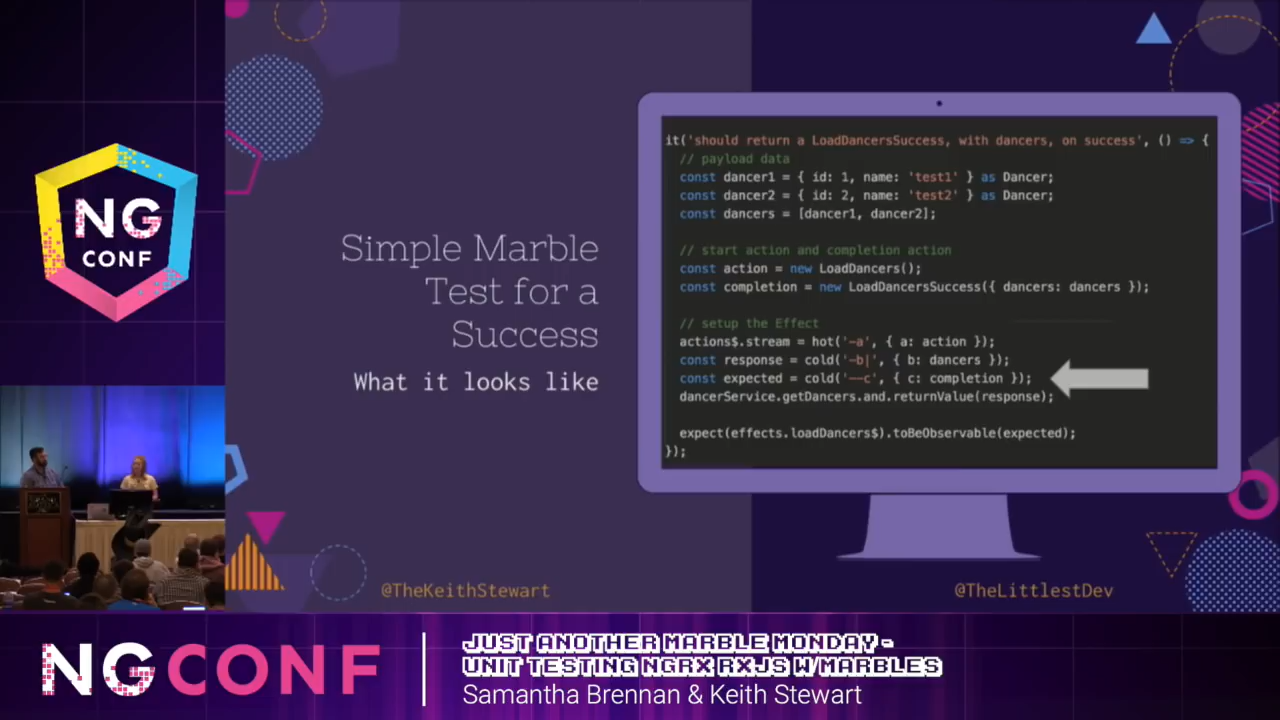 NG
CONF
Simple Marble
Test for a
Success
What it looks like
it('should return a LoadDancersSuccess, with dancers, on success', () => {
// payload data
const dancer1 = { id: 1, name: 'test1' } as Dancer;
const dancer2 = { id: 2, name: 'test2' } as Dancer;
const dancers = [dancer1, dancer2];
// start action and completion action
const action = new LoadDancers();
const completion = new LoadDancersSuccess({ dancers: dancers });
// setup the Effect
actions$.stream = hot('-a', { a: action });
const response = cold('-b|', { b: dancers });
const expected = cold('--c', { c: completion });
dancerService.getDancers.and.returnValue(response);
expect(effects.loadDancers$).toBeObservable(expected);
});
@TheKeithStewart
@TheLittlestDev
NG CONF
JUST ANOTHER MARBLE MONDAY -
UNIT TESTING NGRX RXJS W/MARBLES
Samantha Brennan & Keith Stewart